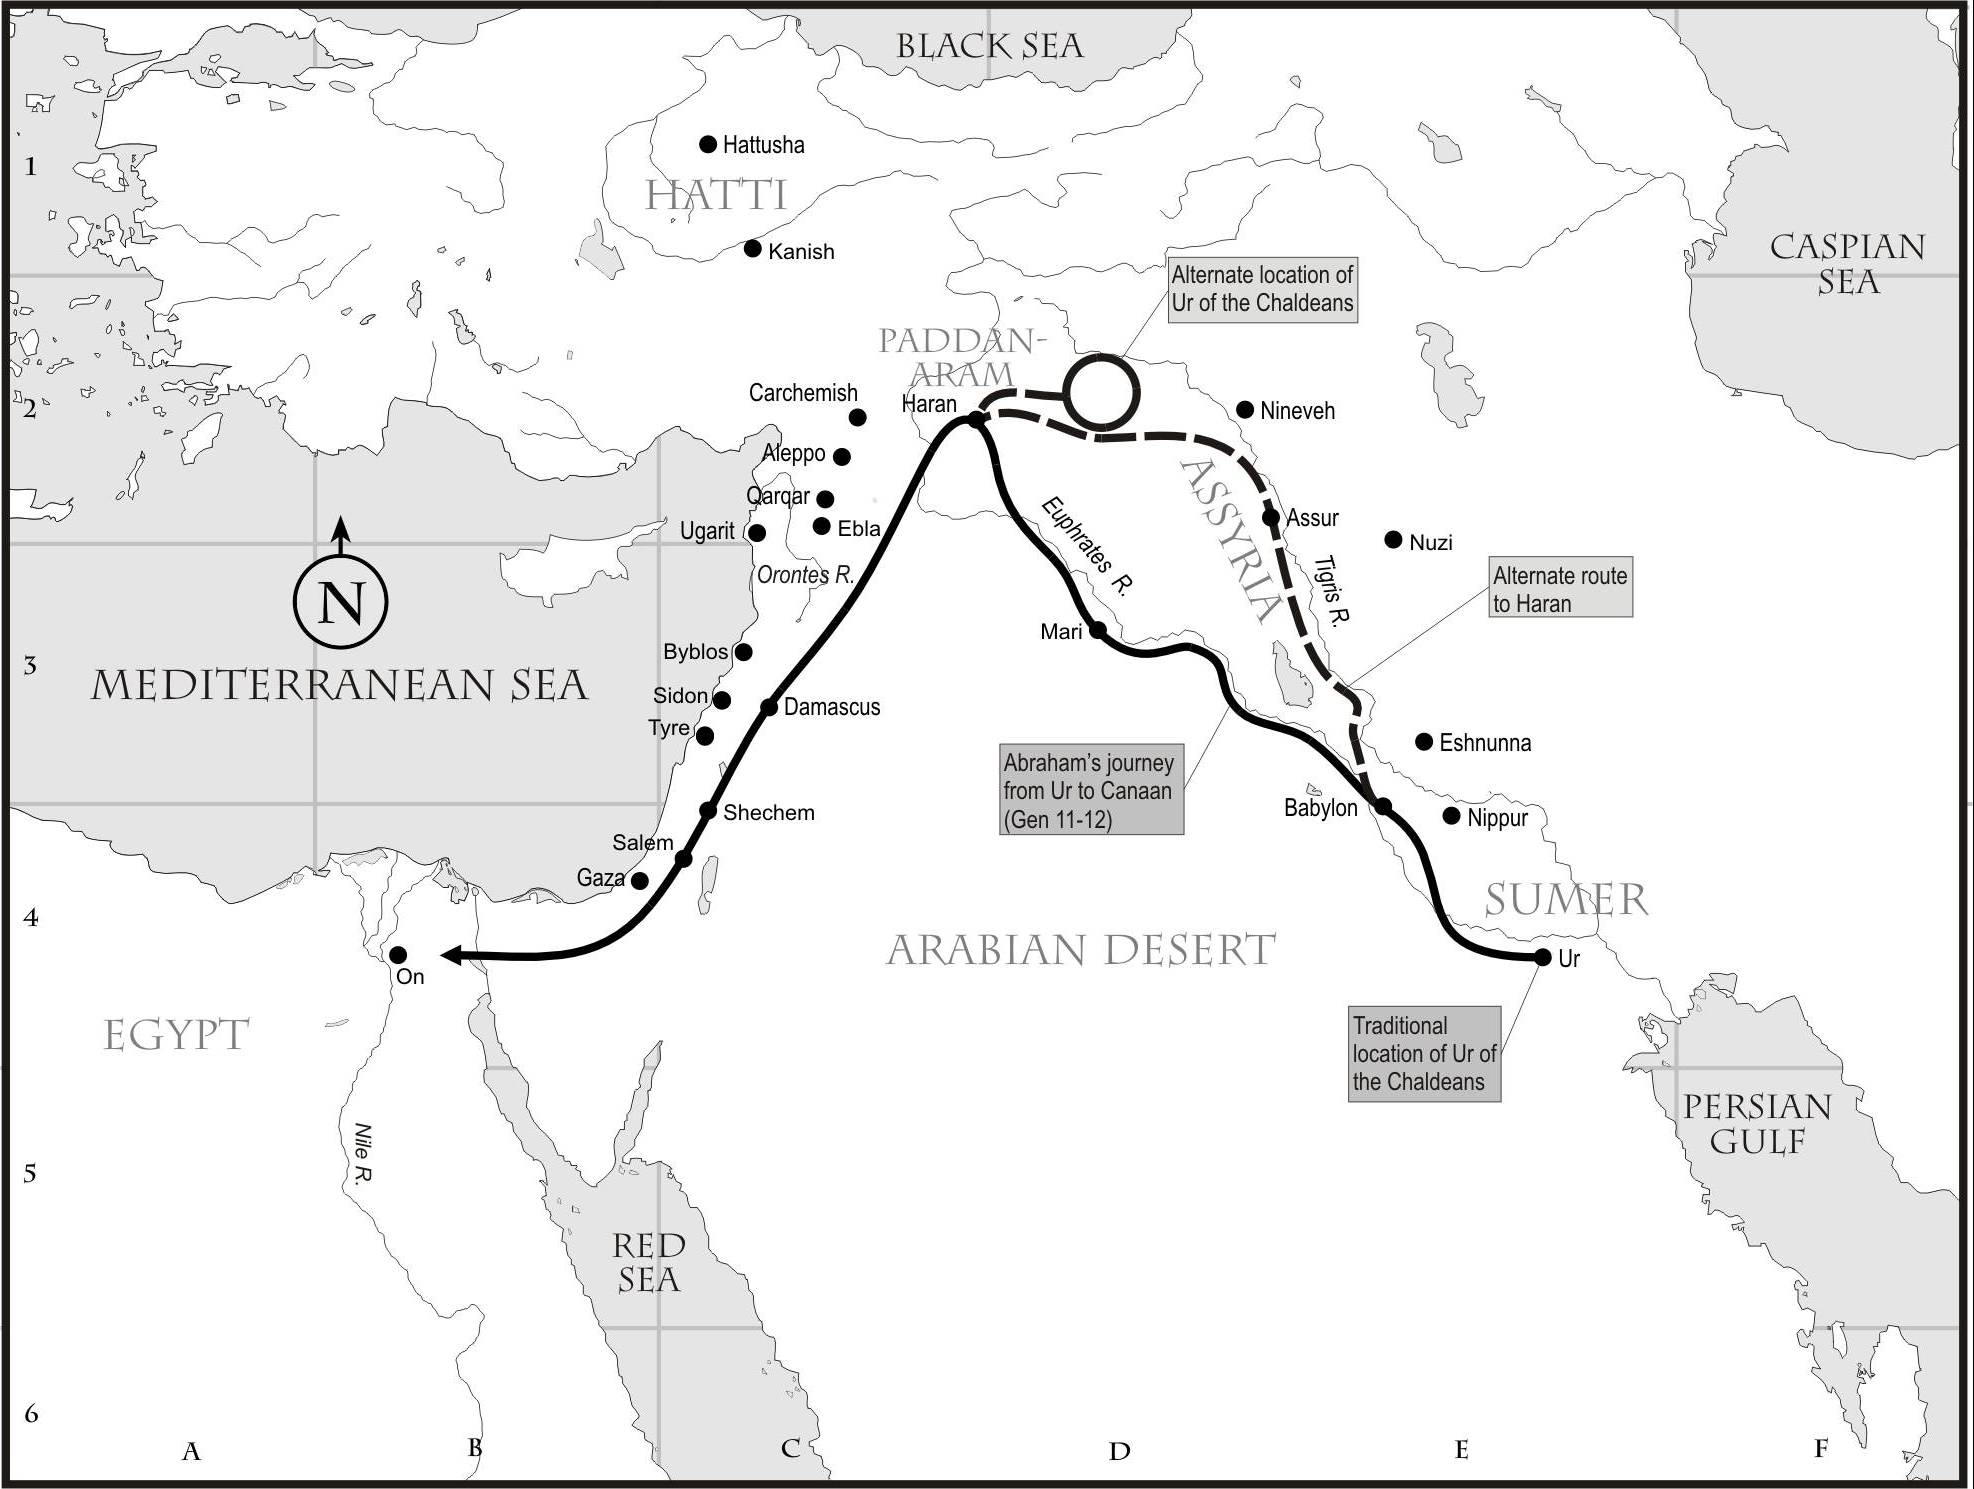 BLACK SEA
1
Hattusha
HATTI
Kanish
CASPIAN
SEA
Alternate location of
Ur of the Chaldeans
PADDAN-
ARAM
2
Carchemish
Haran
Nineveh
Aleppo
ASSYRIA
Qarqar
Euphrates R.
Ugarit
Ebla
Assur
Nuzi
Orontes R.
Tigris R.
Alternate route
to Haran
N
Mari
Byblos
3
MEDITERRANEAN SEA
Sidon
Damascus
Tyre
Eshnunna
Abraham's journey
from Ur to Canaan
(Gen 11-12)
Babylon
Shechem
Nippur
Salem
Gaza
SUMER
4
ARABIAN DESERT
Ur
On
EGYPT
Traditional
location of Ur of
the Chaldeans
PERSIAN
GULF
Nile R.
5
RED
SEA
6
A
B
C
D
E
F